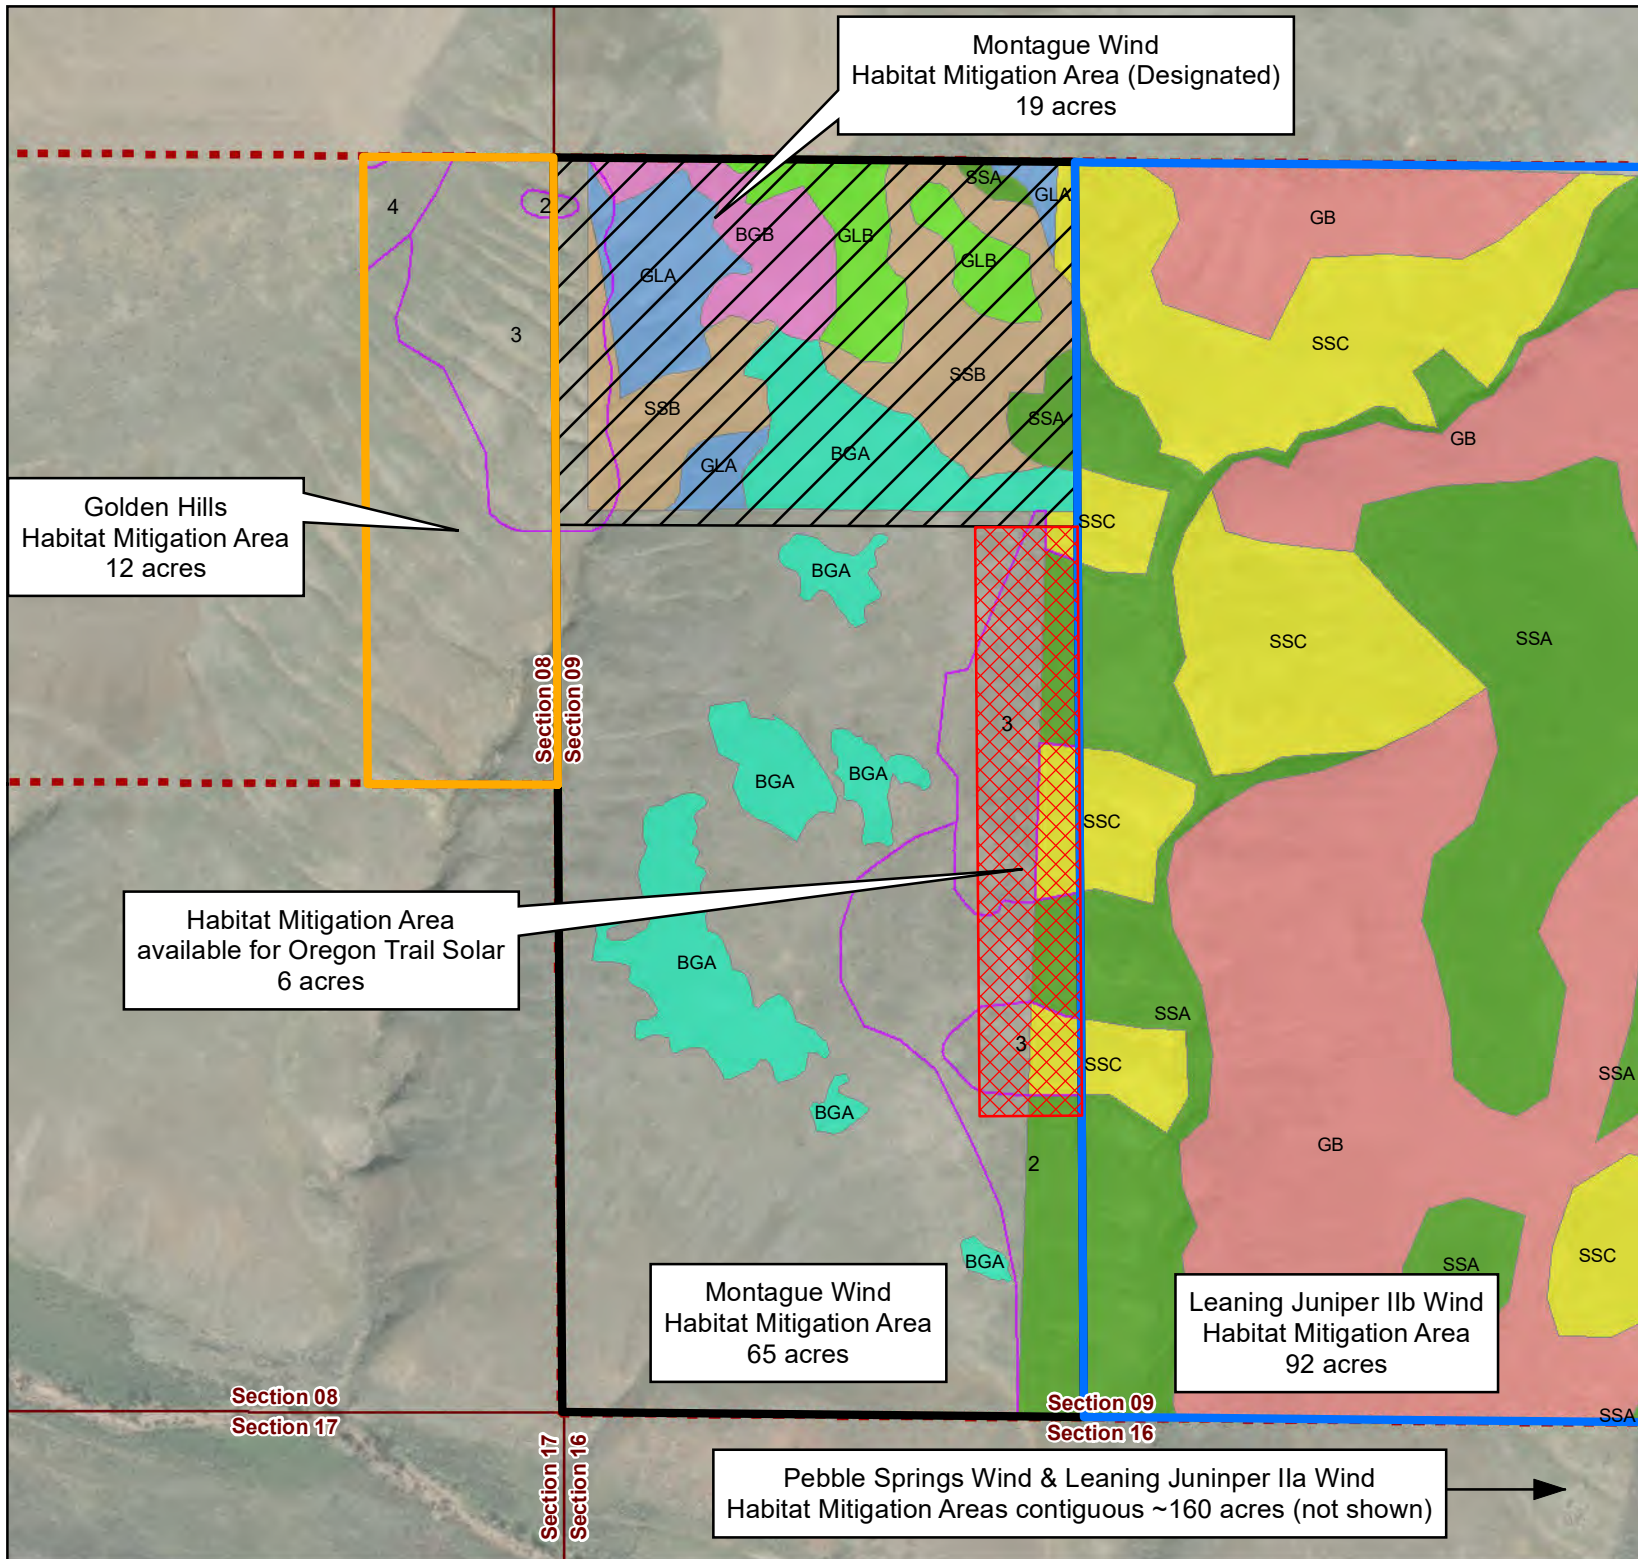 Montague Wind
Habitat Mitigation Area (Designated)
19 acres
SSA
GLA
4
2
GB
BGB
GLB
GLB
GLA
3
SSC
SSB
SSB
SSA
GB
BGA
GLA
Golden Hills
Habitat Mitigation Area
12 acres
SSC
BGA
SSC
SSA
Section 08
Section 09
3
BGA
BGA
SSC
Habitat Mitigation Area
available for Oregon Trail Solar
6 acres
BGA
SSA
3
SSC
SSA
BGA
GB
2
BGA
SSA
SSC
Montague Wind
Habitat Mitigation Area
65 acres
Leaning Juniper IIb Wind
Habitat Mitigation Area
92 acres
Section 08
Section 17
Section 09
Section 16
SSA
Section 17
Section 16
Pebble Springs Wind & Leaning Juninper IIa Wind
Habitat Mitigation Areas contiguous ~160 acres (not shown)